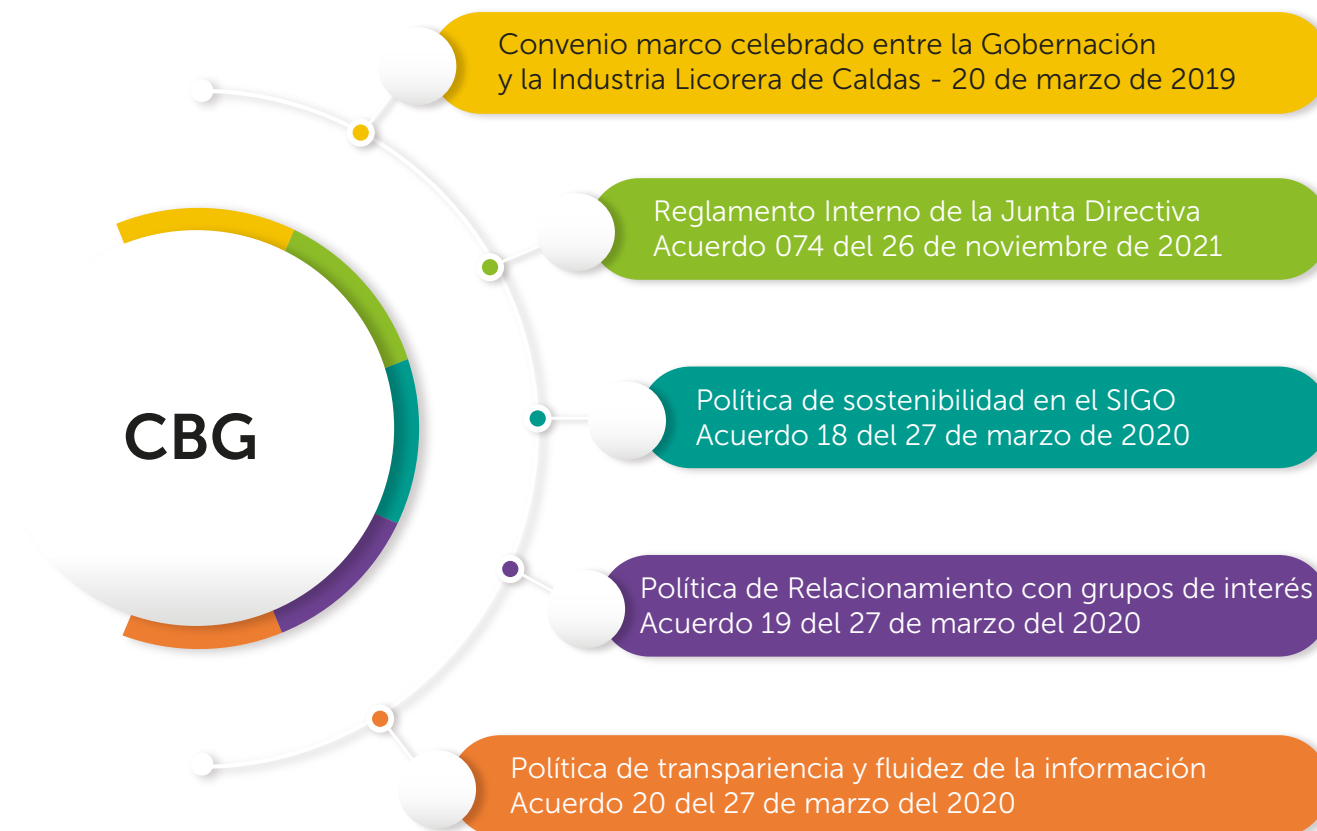 Convenio marco celebrado entre la Gobernación
y la Industria Licorera de Caldas - 20 de marzo de 2019
Reglamento Interno de la Junta Directiva
Acuerdo 074 del 26 de noviembre de 2021
CBG
Política de sostenibilidad en el SIGO
Acuerdo 18 del 27 de marzo de 2020
Política de Relacionamiento con grupos de interés
Acuerdo 19 del 27 de marzo del 2020
Política de transpariencia y fluidez de la información
Acuerdo 20 del 27 de marzo del 2020